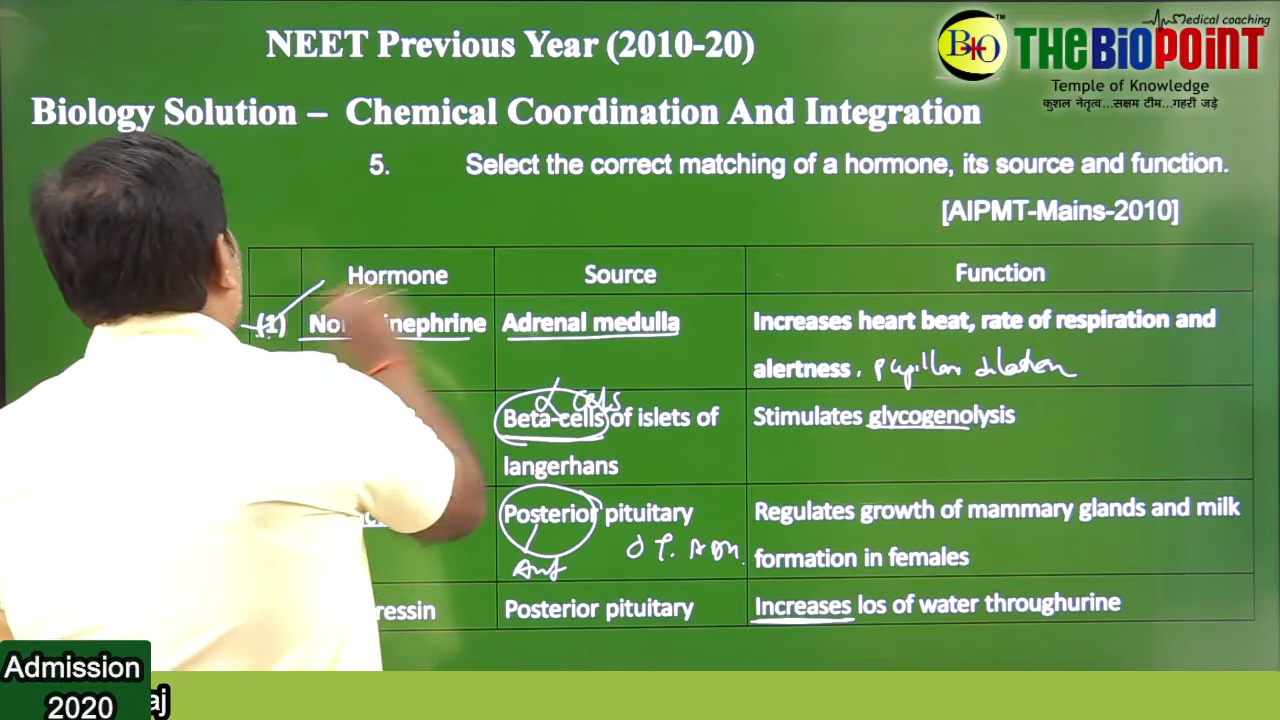 NEET Previous Year (2010-20)
BIO
TM
Medical coaching
THEBIOPOINT
Temple of Knowledge
कुशल नेतृत्व...सक्षम टीम...गहरी जड़े
Biology Solution – Chemical Coordination And Integration
5. Select the correct matching of a hormone, its source and function.
[AIPMT-Mains-2010]
Hormone Source Function
(1) Adrenal medulla Increases heart beat, rate of respiration and
alertness.
α cells
Beta-cells of islets of Stimulates glycogenolysis
langerhans
Posterior pituitary Regulates growth of mammary glands and milk
formation in females
Ant
Posterior pituitary Increases los of water throughurine
Admission
2020